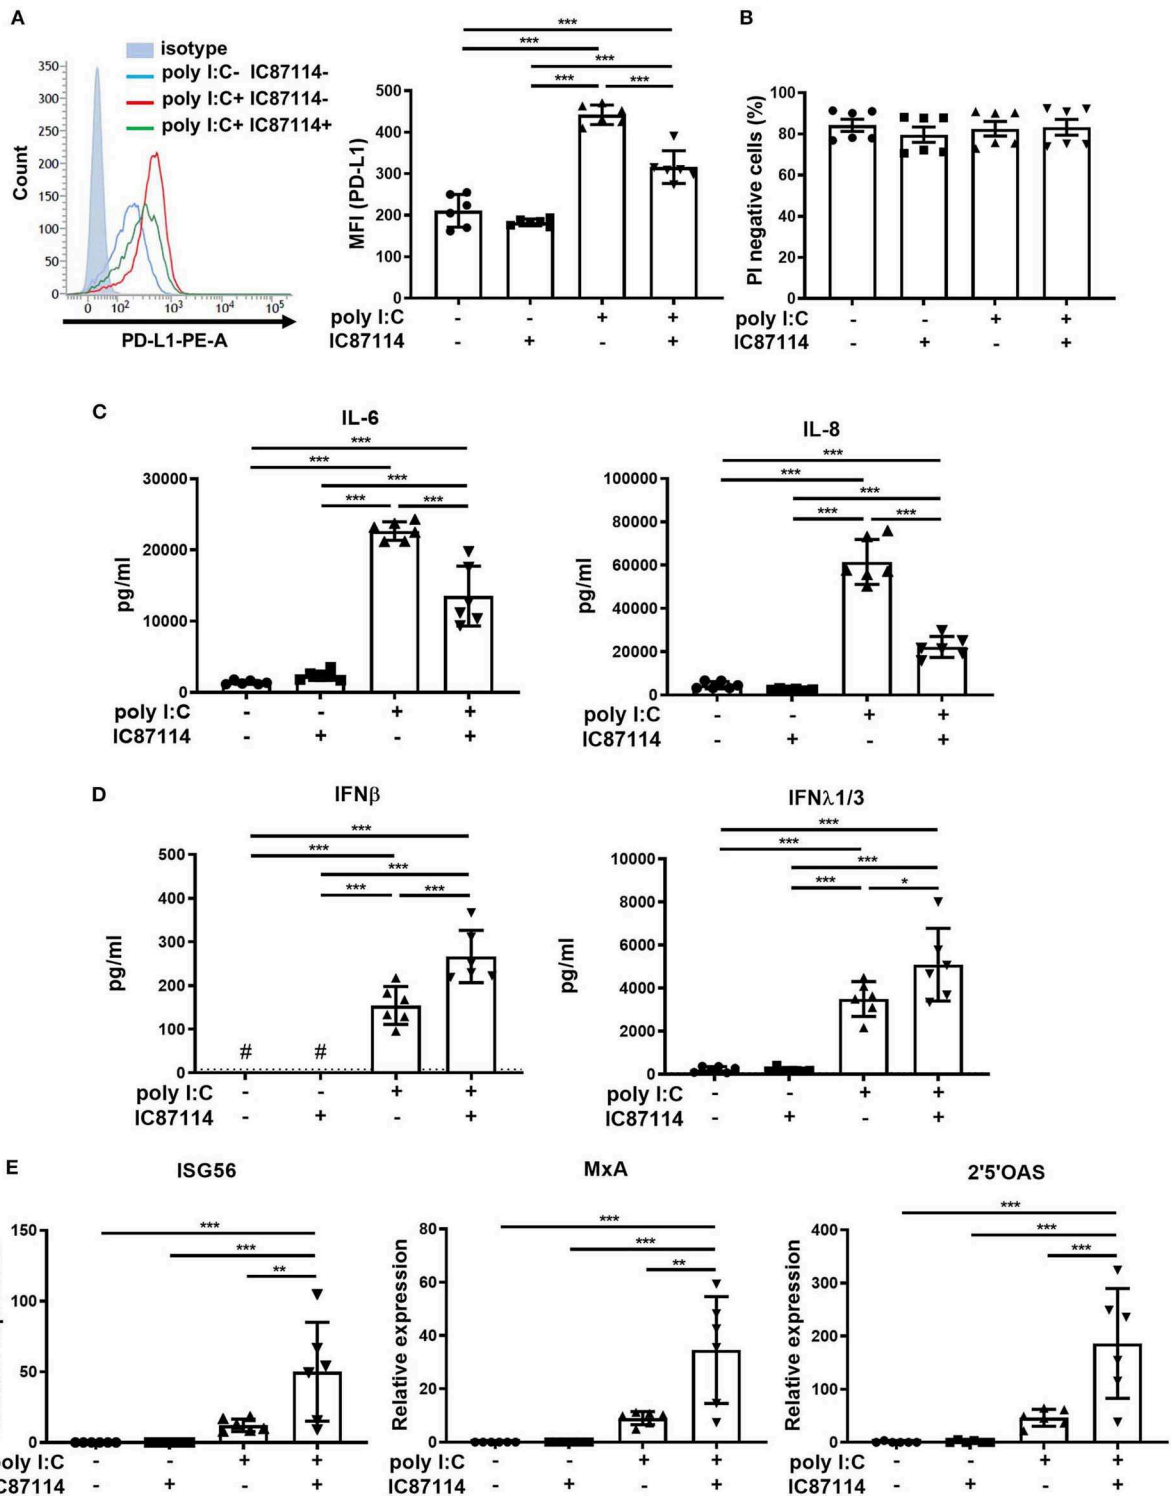 A
isotype
poly I:C- IC87114-
poly I:C+ IC87114-
poly I:C+ IC87114+
Count
350
300
250
200
150
100
50
0
0 10² 10³ 10⁴ 10⁵
PD-L1-PE-A
***
***
***
*** ***
MFI (PD-L1)
500
400
300
200
100
0
poly I:C - - + +
IC87114 - + - +
B
PI negative cells (%)
100
80
60
40
20
0
poly I:C - - + +
IC87114 - + - +
C
IL-6
***
***
***
*** ***
pg/ml
30000
20000
10000
0
poly I:C - - + +
IC87114 - + - +
IL-8
***
***
***
*** ***
pg/ml
100000
80000
60000
40000
20000
0
poly I:C - - + +
IC87114 - + - +
D
IFNβ
***
***
***
*** ***
pg/ml
500
400
300
200
100
0
# #
poly I:C - - + +
IC87114 - + - +
IFNλ1/3
***
***
***
*** *
pg/ml
10000
8000
6000
4000
2000
0
poly I:C - - + +
IC87114 - + - +
E
ISG56
***
***
**
150
100
50
0
poly I:C - - + +
C87114 - + - +
MxA
***
***
**
Relative expression
80
60
40
20
0
poly I:C - - + +
IC87114 - + - +
2'5'OAS
***
***
***
Relative expression
400
300
200
100
0
poly I:C - - + +
IC87114 - + - +